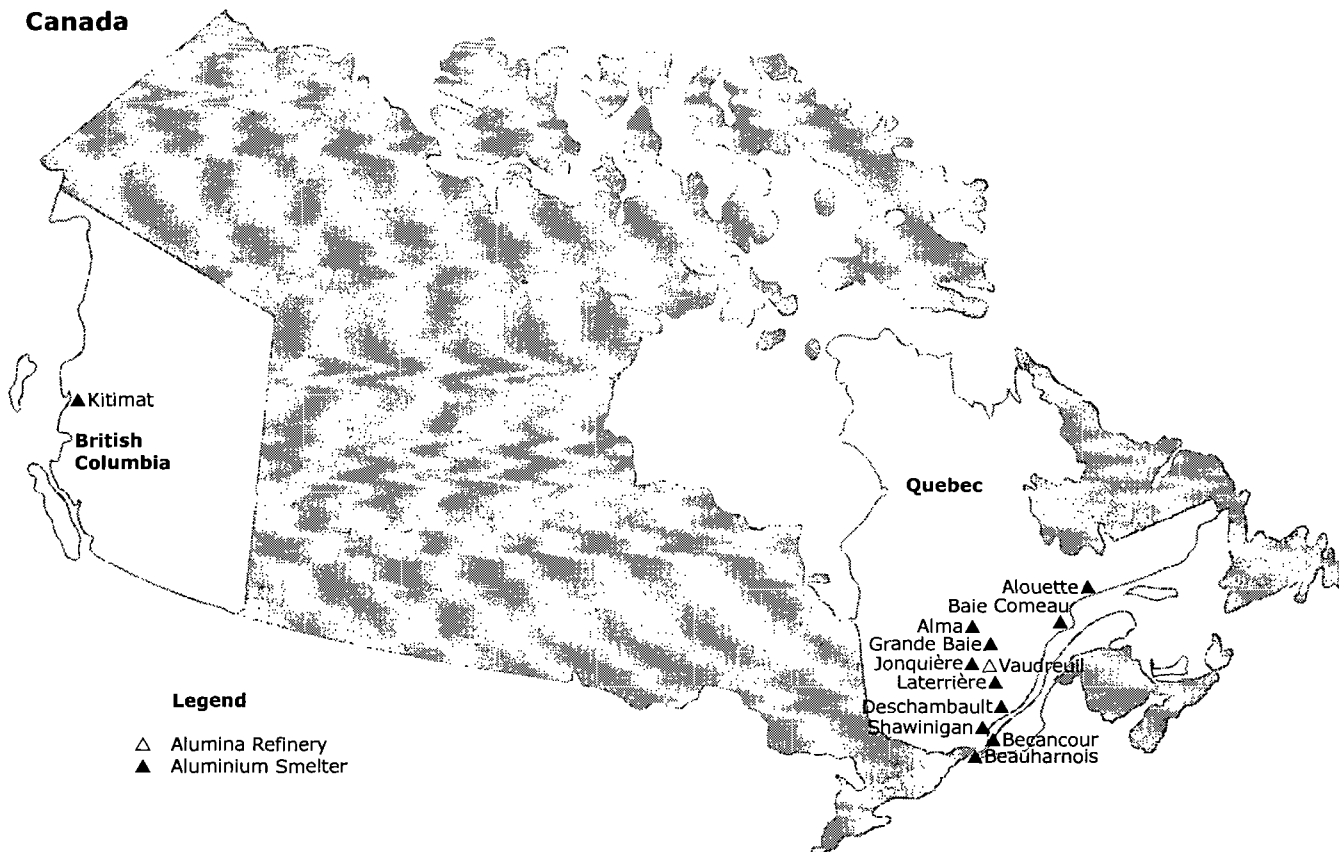 Canada
Kitimat
British
Columbia
Quebec
Alouette
Baie Comeau
Alma
Grande Baie
Jonquière
Vaudreuil
Laterrière
Deschambault
Shawinigan
Becancour
Beauharnois
Legend
Alumina Refinery
Aluminium Smelter